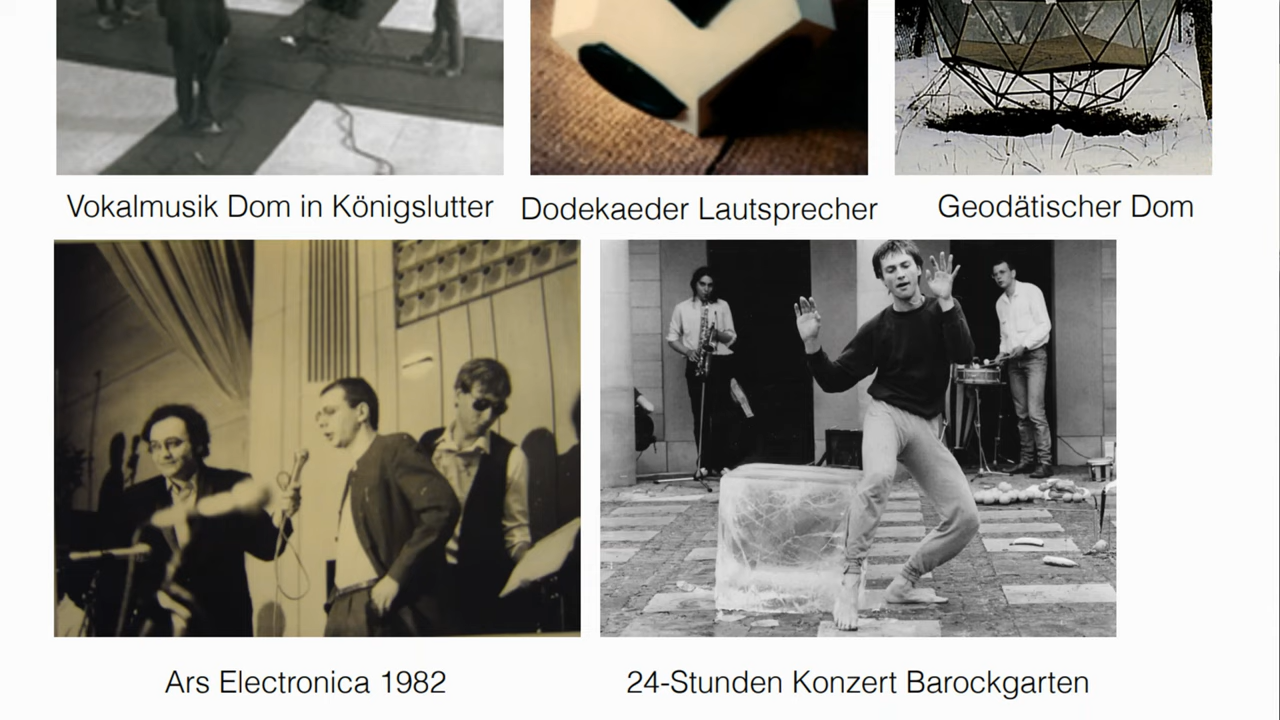 Vokalmusik Dom in Königslutter
Dodekaeder Lautsprecher
Geodätischer Dom
Ars Electronica 1982
24-Stunden Konzert Barockgarten